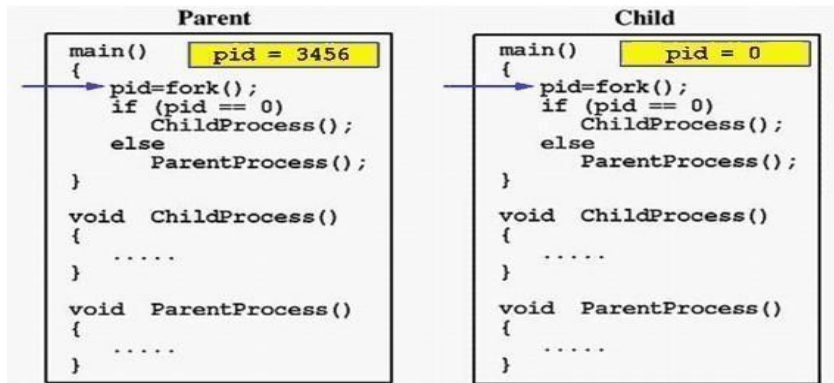 Parent
main()
pid = 3456
{
pid=fork();
if (pid == 0)
ChildProcess();
else
ParentProcess();
}
void ChildProcess()
{
.....
}
void ParentProcess()
{
.....
}
Child
main()
pid = 0
{
pid=fork();
if (pid == 0)
ChildProcess();
else
ParentProcess();
}
void ChildProcess()
{
.....
}
void ParentProcess()
{
.....
}